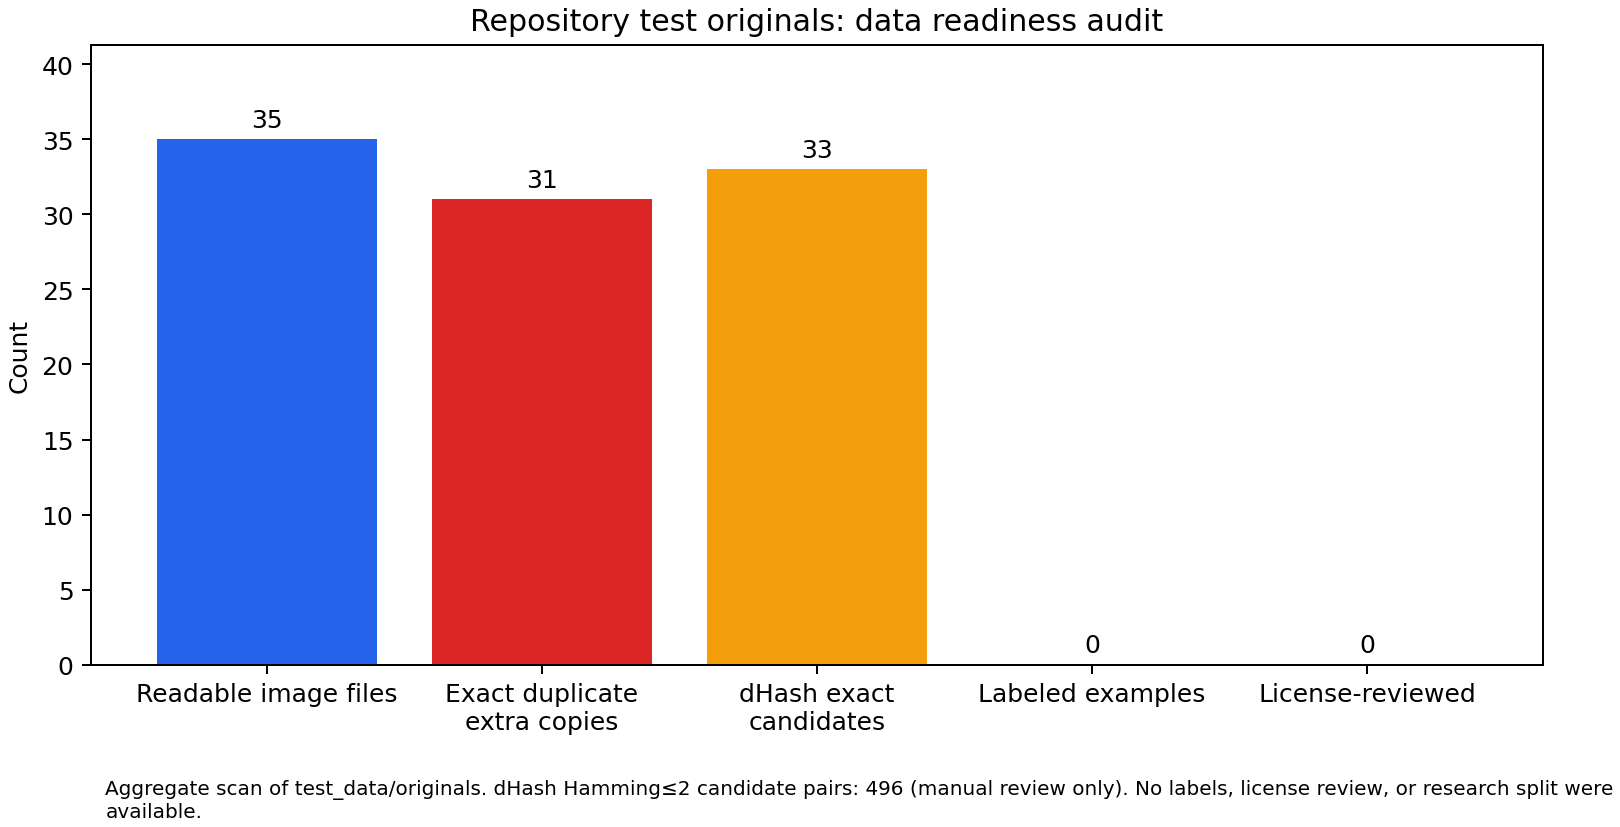 Repository test originals: data readiness audit
Count
40
35
30
25
20
15
10
5
0
35
31
33
0
0
Readable image files
Exact duplicate
extra copies
dHash exact
candidates
Labeled examples
License-reviewed
Aggregate scan of test_data/originals. dHash Hamming≤2 candidate pairs: 496 (manual review only). No labels, license review, or research split were
available.